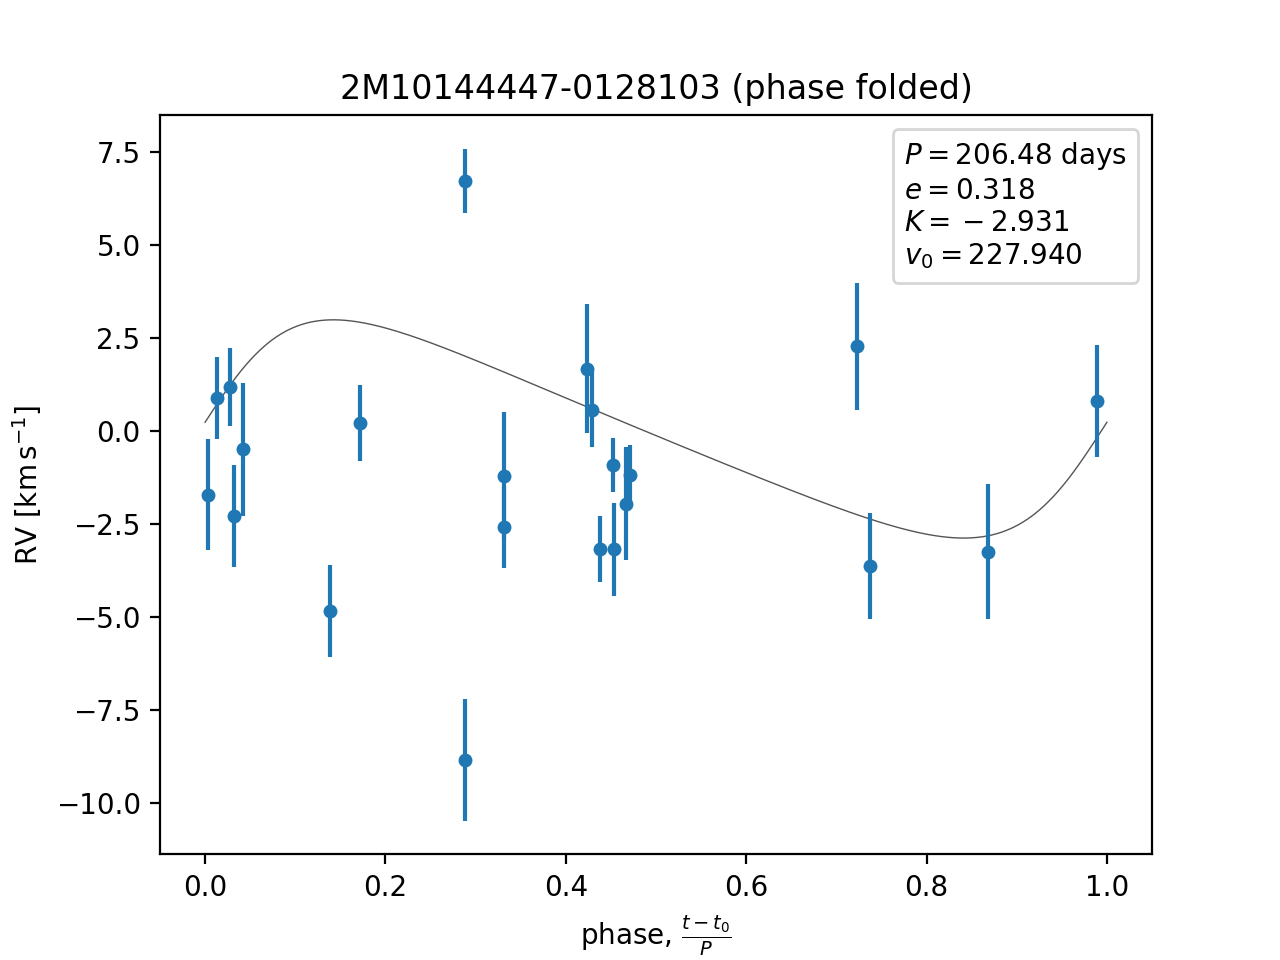 2M10144447-0128103 (phase folded)
P = 206.48 days
e = 0.318
K = −2.931
v₀ = 227.940
RV [km s⁻¹]
7.5
5.0
2.5
0.0
−2.5
−5.0
−7.5
−10.0
0.0 0.2 0.4 0.6 0.8 1.0
phase, (t − t₀)/P